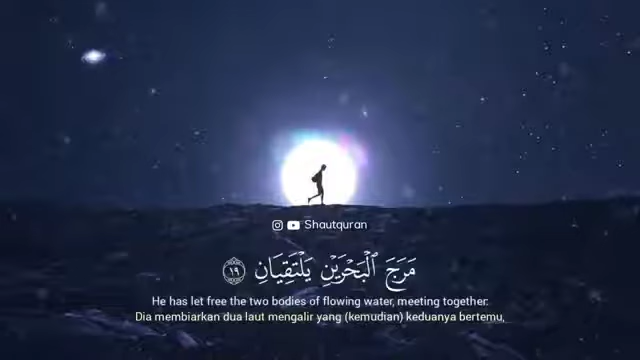 Shautquran
مَرَجَ ٱلْبَحْرَيْنِ يَلْتَقِيَانِ ١٩
He has let free the two bodies of flowing water, meeting together:
Dia membiarkan dua laut mengalir yang (kemudian) keduanya bertemu,